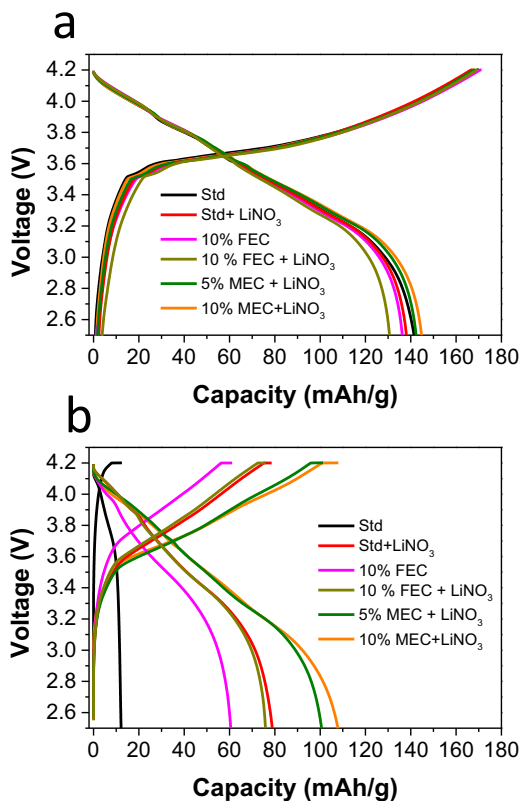 a
4.2
4.0
3.8
3.6
3.4
3.2
3.0
2.8
2.6
Voltage (V)
Std
Std+ LiNO₃
10% FEC
10 % FEC + LiNO₃
5% MEC + LiNO₃
10% MEC+LiNO₃
0 20 40 60 80 100 120 140 160 180
Capacity (mAh/g)
b
4.2
4.0
3.8
3.6
3.4
3.2
3.0
2.8
2.6
Voltage (V)
Std
Std+LiNO₃
10% FEC
10 % FEC + LiNO₃
5% MEC + LiNO₃
10% MEC+LiNO₃
0 20 40 60 80 100 120 140 160 180
Capacity (mAh/g)